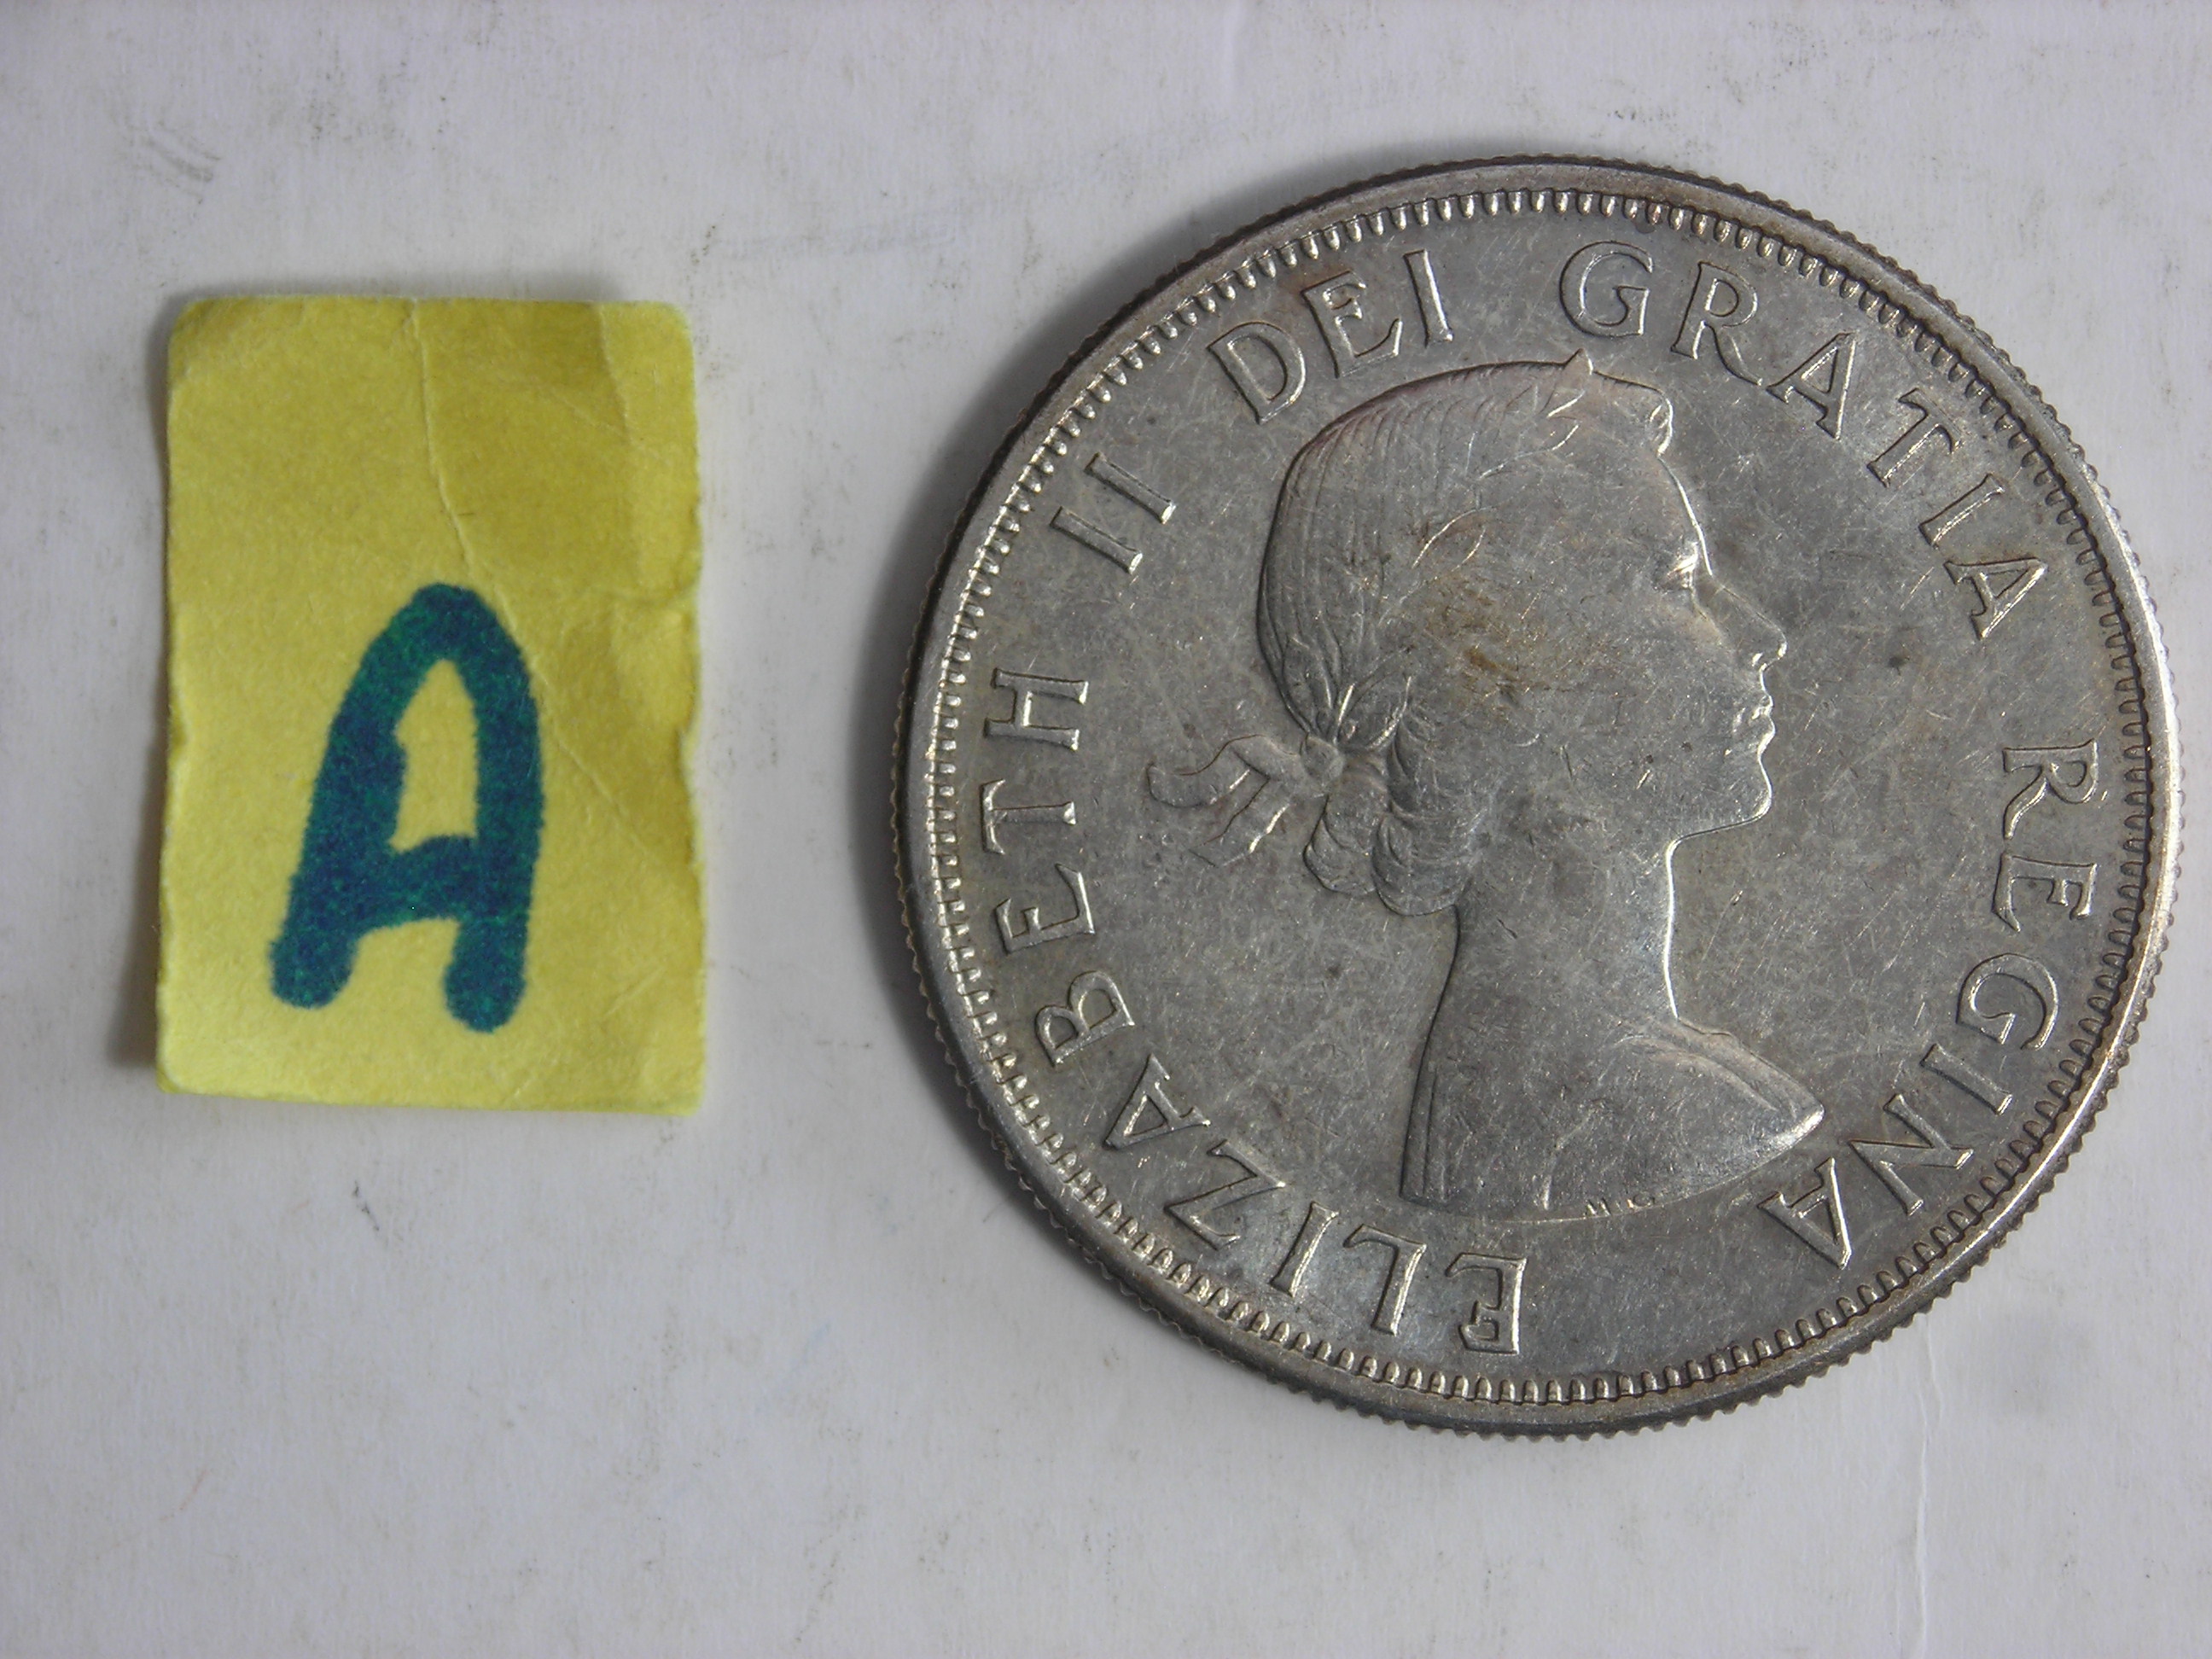 A
ELIZABETH II DEI GRATIA REGINA
M G